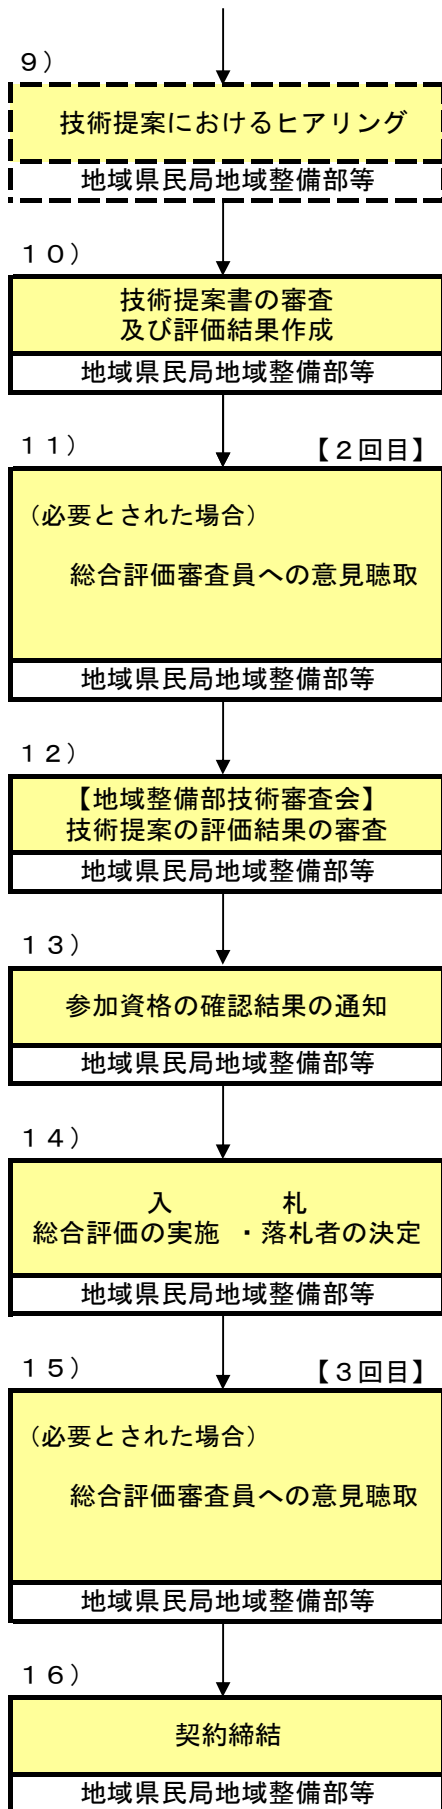 ９）
技術提案におけるヒアリング
地域県民局地域整備部等
１０）
技術提案書の審査
及び評価結果作成
地域県民局地域整備部等
１１）
【２回目】
（必要とされた場合）
総合評価審査員への意見聴取
地域県民局地域整備部等
１２）
【地域整備部技術審査会】
技術提案の評価結果の審査
地域県民局地域整備部等
１３）
参加資格の確認結果の通知
地域県民局地域整備部等
１４）
入　　　札
総合評価の実施 ・落札者の決定
地域県民局地域整備部等
１５）
【３回目】
（必要とされた場合）
総合評価審査員への意見聴取
地域県民局地域整備部等
１６）
契約締結
地域県民局地域整備部等